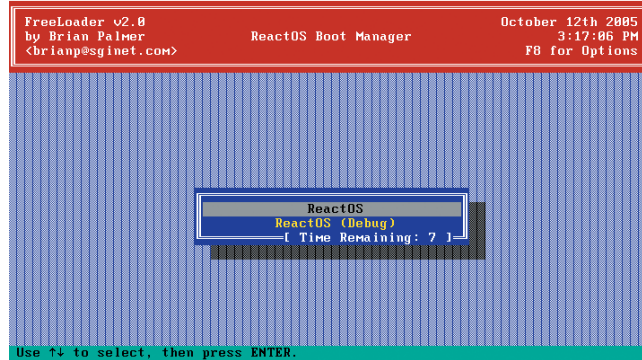 FreeLoader v2.0
by Brian Palmer
<brianp@sginet.com>
ReactOS Boot Manager
October 12th 2005
3:17:06 PM
F8 for Options
ReactOS
ReactOS (Debug)
[ Time Remaining: 7 ]
Use ↑↓ to select, then press ENTER.